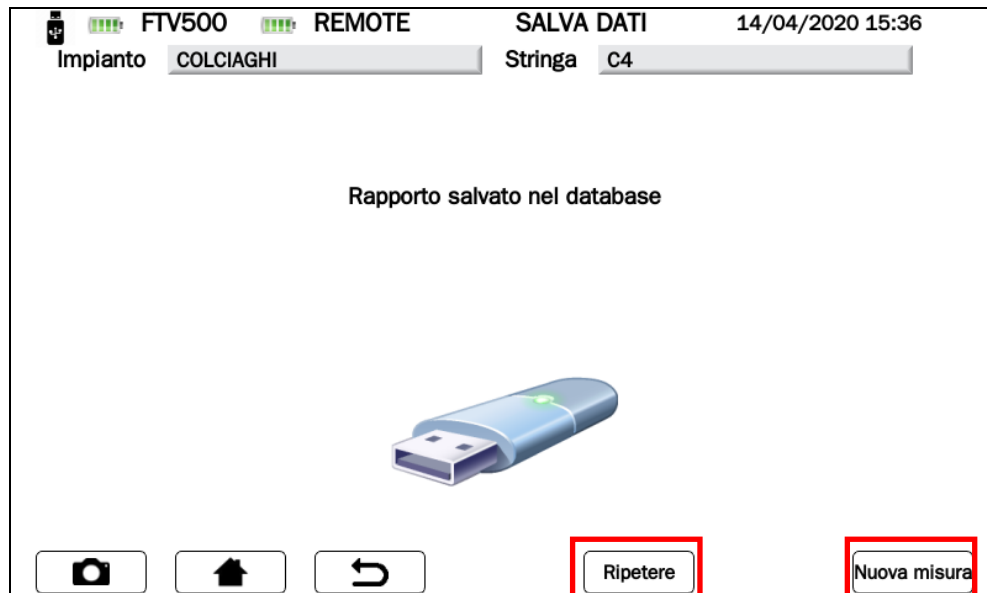 FTV500 REMOTE SALVA DATI 14/04/2020 15:36
Impianto COLCIAGHI Stringa C4
Rapporto salvato nel database
Ripetere Nuova misura